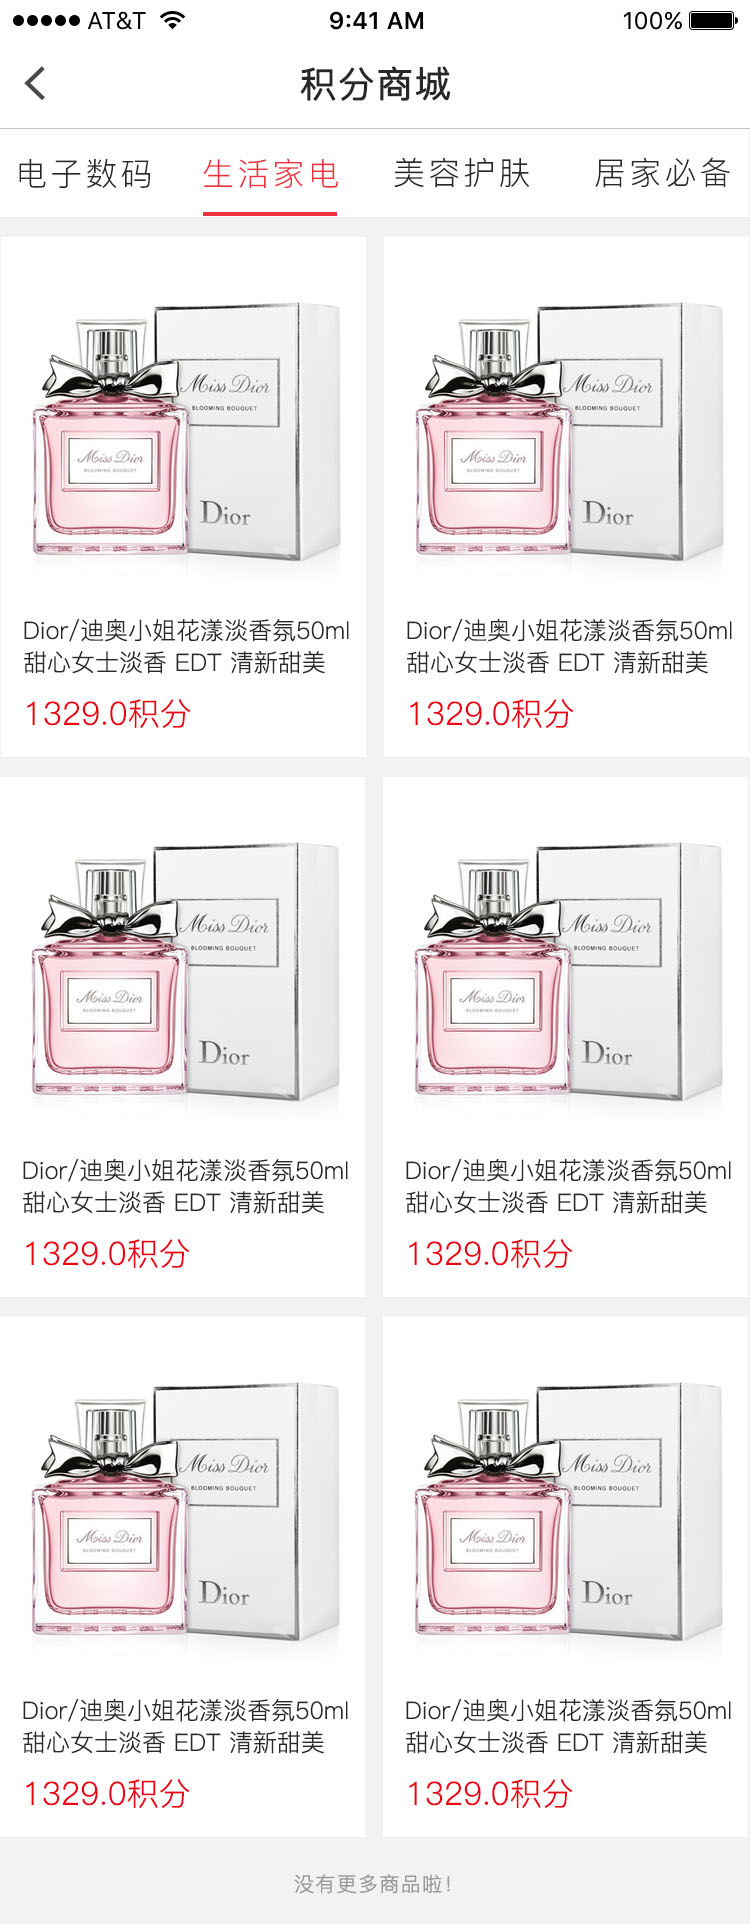 AT&T 9:41 AM 100%
积分商城
电子数码 生活家电 美容护肤 居家必备
Miss Dior
BLOOMING BOUQUET
Miss Dior
BLOOMING BOUQUET
Dior
Miss Dior
BLOOMING BOUQUET
Miss Dior
BLOOMING BOUQUET
Dior
Dior/迪奥小姐花漾淡香氛50ml
甜心女士淡香 EDT 清新甜美
1329.0积分
Dior/迪奥小姐花漾淡香氛50ml
甜心女士淡香 EDT 清新甜美
1329.0积分
Miss Dior
BLOOMING BOUQUET
Miss Dior
BLOOMING BOUQUET
Dior
Miss Dior
BLOOMING BOUQUET
Miss Dior
BLOOMING BOUQUET
Dior
Dior/迪奥小姐花漾淡香氛50ml
甜心女士淡香 EDT 清新甜美
1329.0积分
Dior/迪奥小姐花漾淡香氛50ml
甜心女士淡香 EDT 清新甜美
1329.0积分
Miss Dior
BLOOMING BOUQUET
Miss Dior
BLOOMING BOUQUET
Dior
Miss Dior
BLOOMING BOUQUET
Miss Dior
BLOOMING BOUQUET
Dior
Dior/迪奥小姐花漾淡香氛50ml
甜心女士淡香 EDT 清新甜美
1329.0积分
Dior/迪奥小姐花漾淡香氛50ml
甜心女士淡香 EDT 清新甜美
1329.0积分
没有更多商品啦!